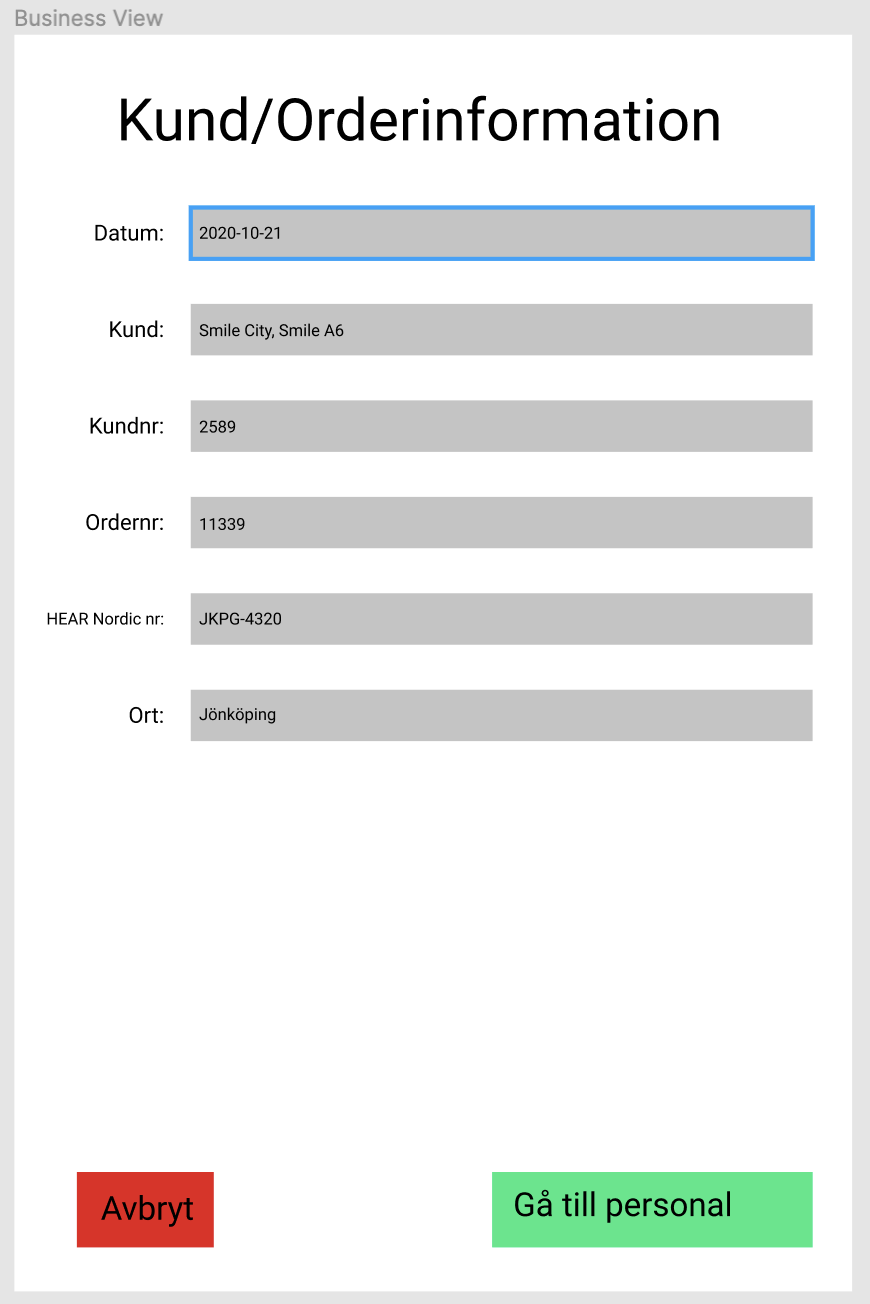 Business View
Kund/Orderinformation
Datum: 2020-10-21
Kund: Smile City, Smile A6
Kundnr: 2589
Ordernr: 11339
HEAR Nordic nr: JKPG-4320
Ort: Jönköping
Avbryt Gå till personal